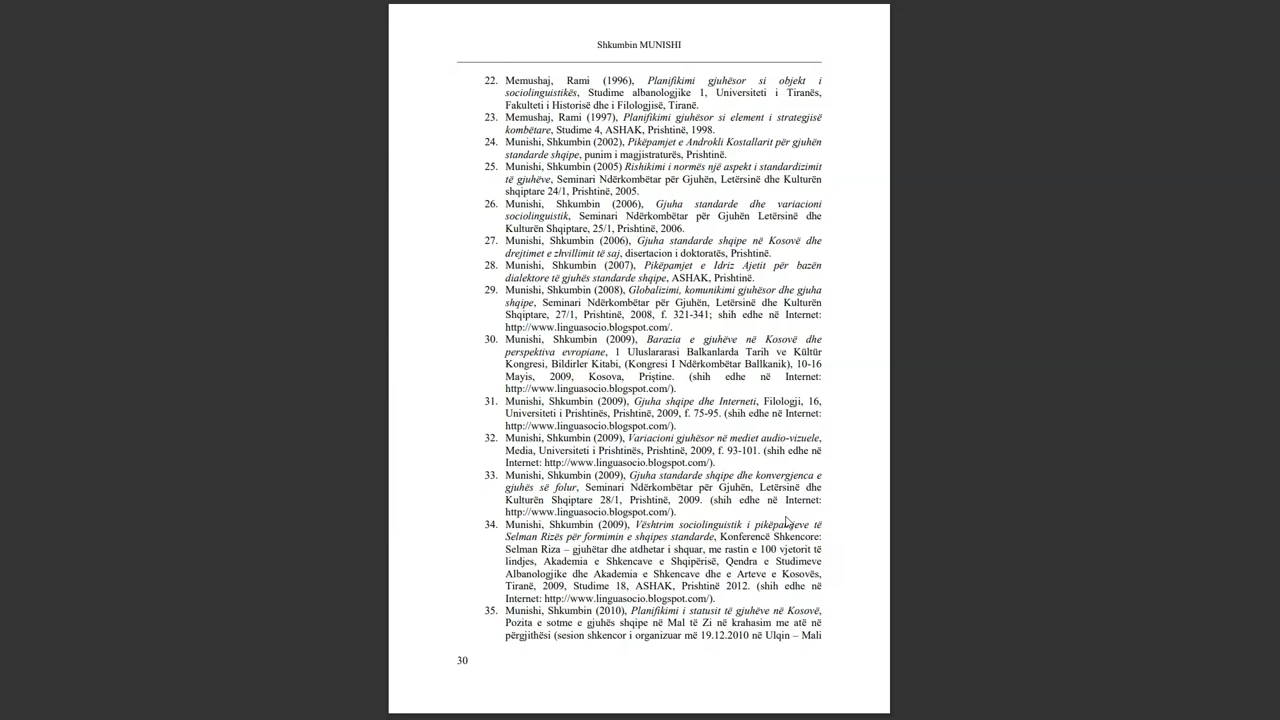 Shkumbin MUNISHI
22. Memushaj, Rami (1996), Planifikimi gjuhësor si objekt i
sociolinguistikës, Studime albanologjike 1, Universiteti i Tiranës,
Fakulteti i Historisë dhe i Filologjisë, Tiranë.
23. Memushaj, Rami (1997), Planifikimi gjuhësor si element i strategjisë
kombëtare, Studime 4, ASHAK, Prishtinë, 1998.
24. Munishi, Shkumbin (2002), Pikëpamjet e Androkli Kostallarit për gjuhën
standarde shqipe, punim i magjistraturës, Prishtinë.
25. Munishi, Shkumbin (2005) Rishikimi i normës një aspekt i standardizimit
të gjuhëve, Seminari Ndërkombëtar për Gjuhën, Letërsinë dhe Kulturën
shqiptare 24/1, Prishtinë, 2005.
26. Munishi, Shkumbin (2006), Gjuha standarde dhe variacioni
sociolinguistik, Seminari Ndërkombëtar për Gjuhën Letërsinë dhe
Kulturën Shqiptare, 25/1, Prishtinë, 2006.
27. Munishi, Shkumbin (2006), Gjuha standarde shqipe në Kosovë dhe
drejtimet e zhvillimit të saj, disertacion i doktoratës, Prishtinë.
28. Munishi, Shkumbin (2007), Pikëpamjet e Idriz Ajetit për bazën
dialektore të gjuhës standarde shqipe, ASHAK, Prishtinë.
29. Munishi, Shkumbin (2008), Globalizimi, komunikimi gjuhësor dhe gjuha
shqipe, Seminari Ndërkombëtar për Gjuhën, Letërsinë dhe Kulturën
Shqiptare, 27/1, Prishtinë, 2008, f. 321-341; shih edhe në Internet:
http://www.linguasocio.blogspot.com/.
30. Munishi, Shkumbin (2009), Barazia e gjuhëve në Kosovë dhe
perspektiva evropiane, 1 Uluslararasi Balkanlarda Tarih ve Kültür
Kongresi, Bildirler Kitabi, (Kongresi I Ndërkombëtar Ballkanik), 10-16
Mayis, 2009, Kosova, Priştine. (shih edhe në Internet:
http://www.linguasocio.blogspot.com/).
31. Munishi, Shkumbin (2009), Gjuha shqipe dhe Interneti, Filologji, 16,
Universiteti i Prishtinës, Prishtinë, 2009, f. 75-95. (shih edhe në Internet:
http://www.linguasocio.blogspot.com/).
32. Munishi, Shkumbin (2009), Variacioni gjuhësor në mediet audio-vizuele,
Media, Universiteti i Prishtinës, Prishtinë, 2009, f. 93-101. (shih edhe në
Internet: http://www.linguasocio.blogspot.com/).
33. Munishi, Shkumbin (2009), Gjuha standarde shqipe dhe konvergjenca e
gjuhës së folur, Seminari Ndërkombëtar për Gjuhën, Letërsinë dhe
Kulturën Shqiptare 28/1, Prishtinë, 2009. (shih edhe në Internet:
http://www.linguasocio.blogspot.com/).
34. Munishi, Shkumbin (2009), Vështrim sociolinguistik i pikëpamjeve të
Selman Rizës për formimin e shqipes standarde, Konferencë Shkencore:
Selman Riza – gjuhëtar dhe atdhetar i shquar, me rastin e 100 vjetorit të
lindjes, Akademia e Shkencave e Shqipërisë, Qendra e Studimeve
Albanologjike dhe Akademia e Shkencave dhe e Arteve e Kosovës,
Tiranë, 2009, Studime 18, ASHAK, Prishtinë 2012. (shih edhe në
Internet: http://www.linguasocio.blogspot.com/).
35. Munishi, Shkumbin (2010), Planifikimi i statusit të gjuhëve në Kosovë,
Pozita e sotme e gjuhës shqipe në Mal të Zi në krahasim me atë në
përgjithësi (sesion shkencor i organizuar më 19.12.2010 në Ulqin – Mali
30